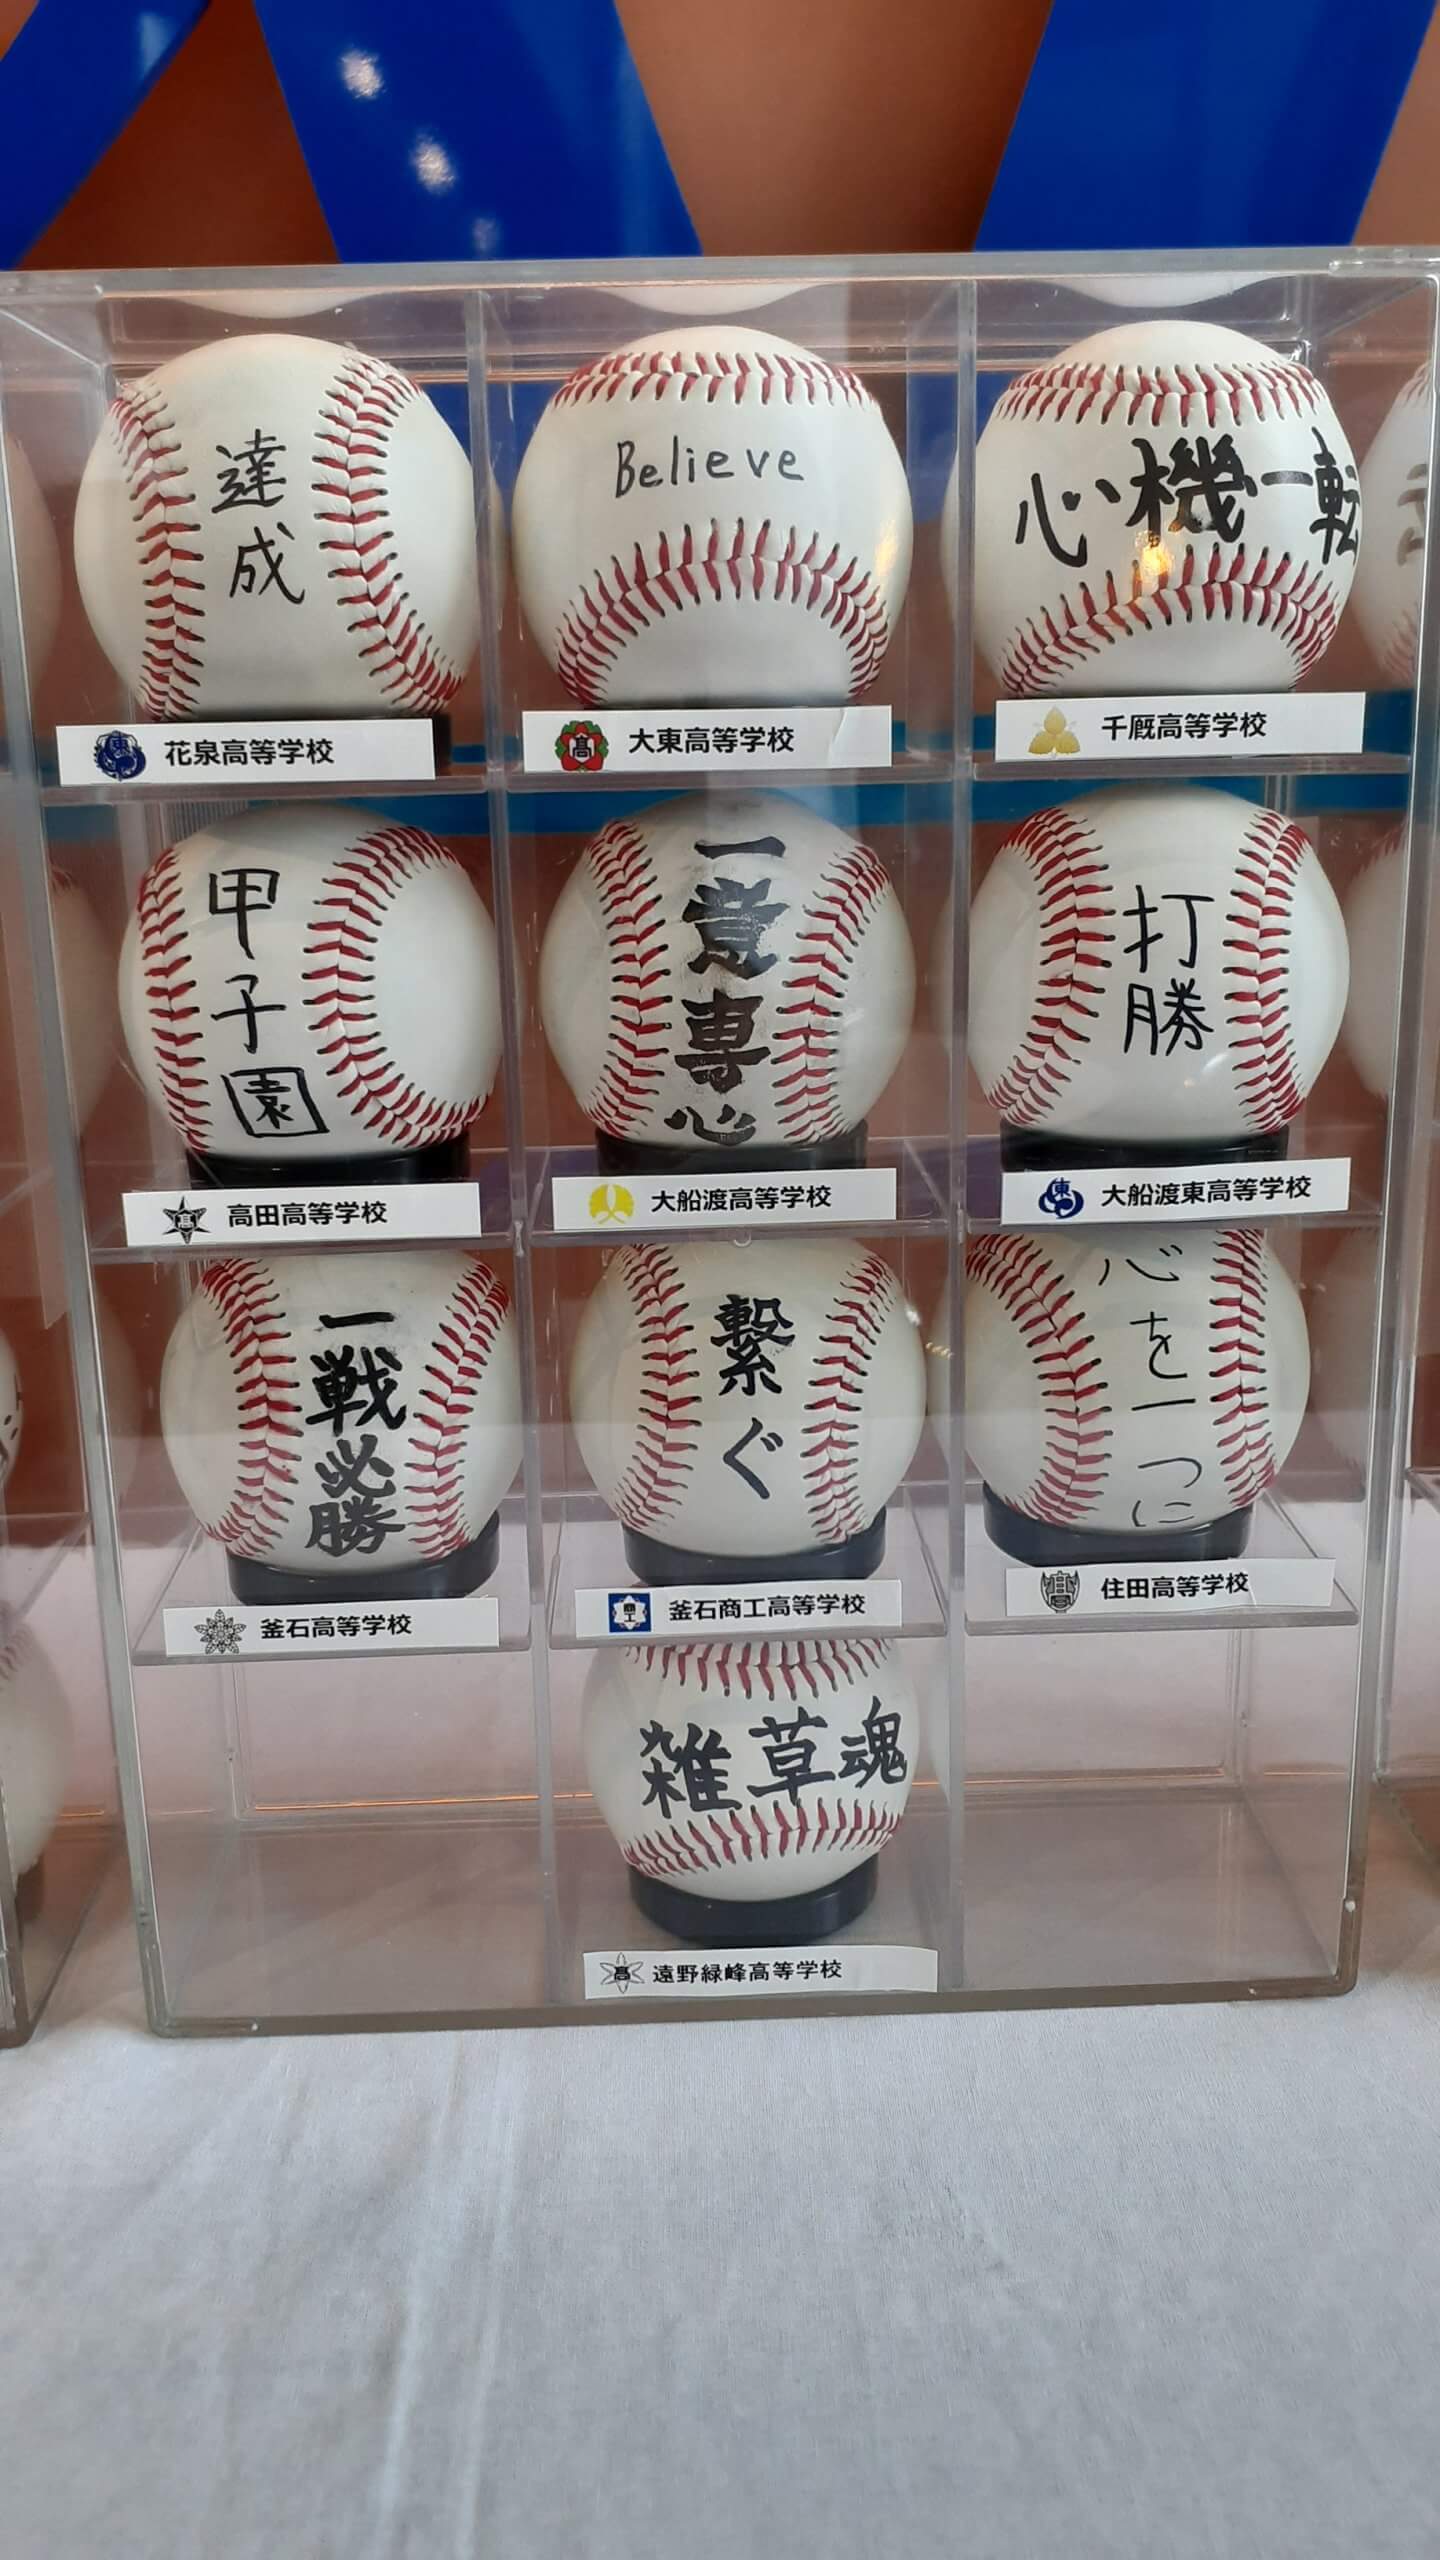 達成
Believe
心機一転
花泉高等学校
大東高等学校
千厩高等学校
甲子園
一意専心
打勝
高田高等学校
大船渡高等学校
大船渡東高等学校
一戦必勝
繋ぐ
心を一つに
釜石高等学校
商工
釜石商工高等学校
住田高等学校
雑草魂
遠野緑峰高等学校